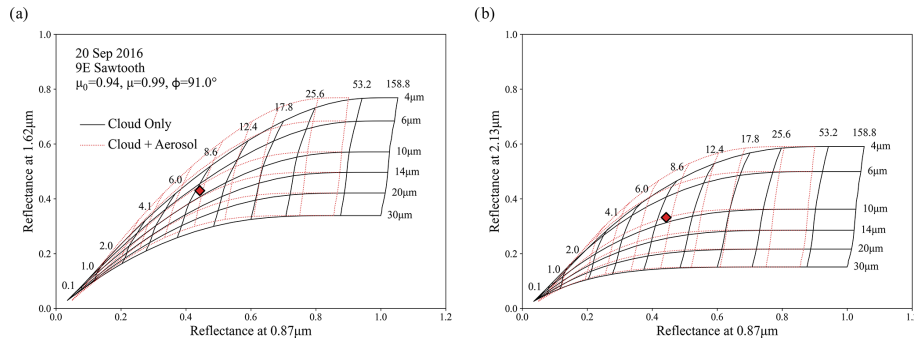 (a)
1.0
0.8
0.6
0.4
0.2
0.0
0.0
0.2
0.4
0.6
0.8
1.0
1.2
Reflectance at 1.62μm
Reflectance at 0.87μm
20 Sep 2016
9E Sawtooth
μ₀=0.94, μ=0.99, ϕ=91.0°
Cloud Only
Cloud + Aerosol
0.1
1.0
2.0
4.1
6.0
8.6
12.4
17.8
25.6
53.2
158.8
4μm
6μm
10μm
14μm
20μm
30μm
(b)
1.0
0.8
0.6
0.4
0.2
0.0
0.0
0.2
0.4
0.6
0.8
1.0
1.2
Reflectance at 2.13μm
Reflectance at 0.87μm
0.1
1.0
2.0
4.1
6.0
8.6
12.4
17.8
25.6
53.2
158.8
4μm
6μm
10μm
14μm
20μm
30μm